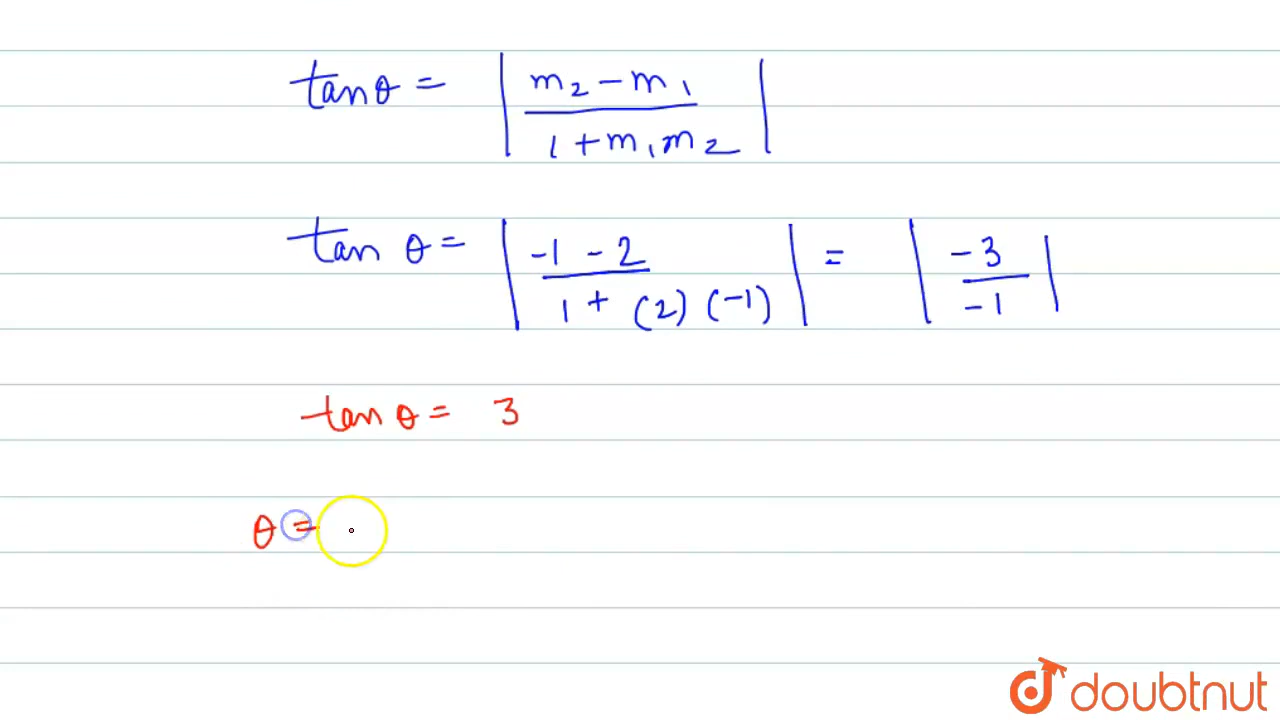 tanθ = | m₂ - m₁ / 1 + m₁m₂ |
tan θ = | -1 - 2 / 1 + (2) (-1) | = | -3 / -1 |
tan θ = 3
θ =
doubtnut